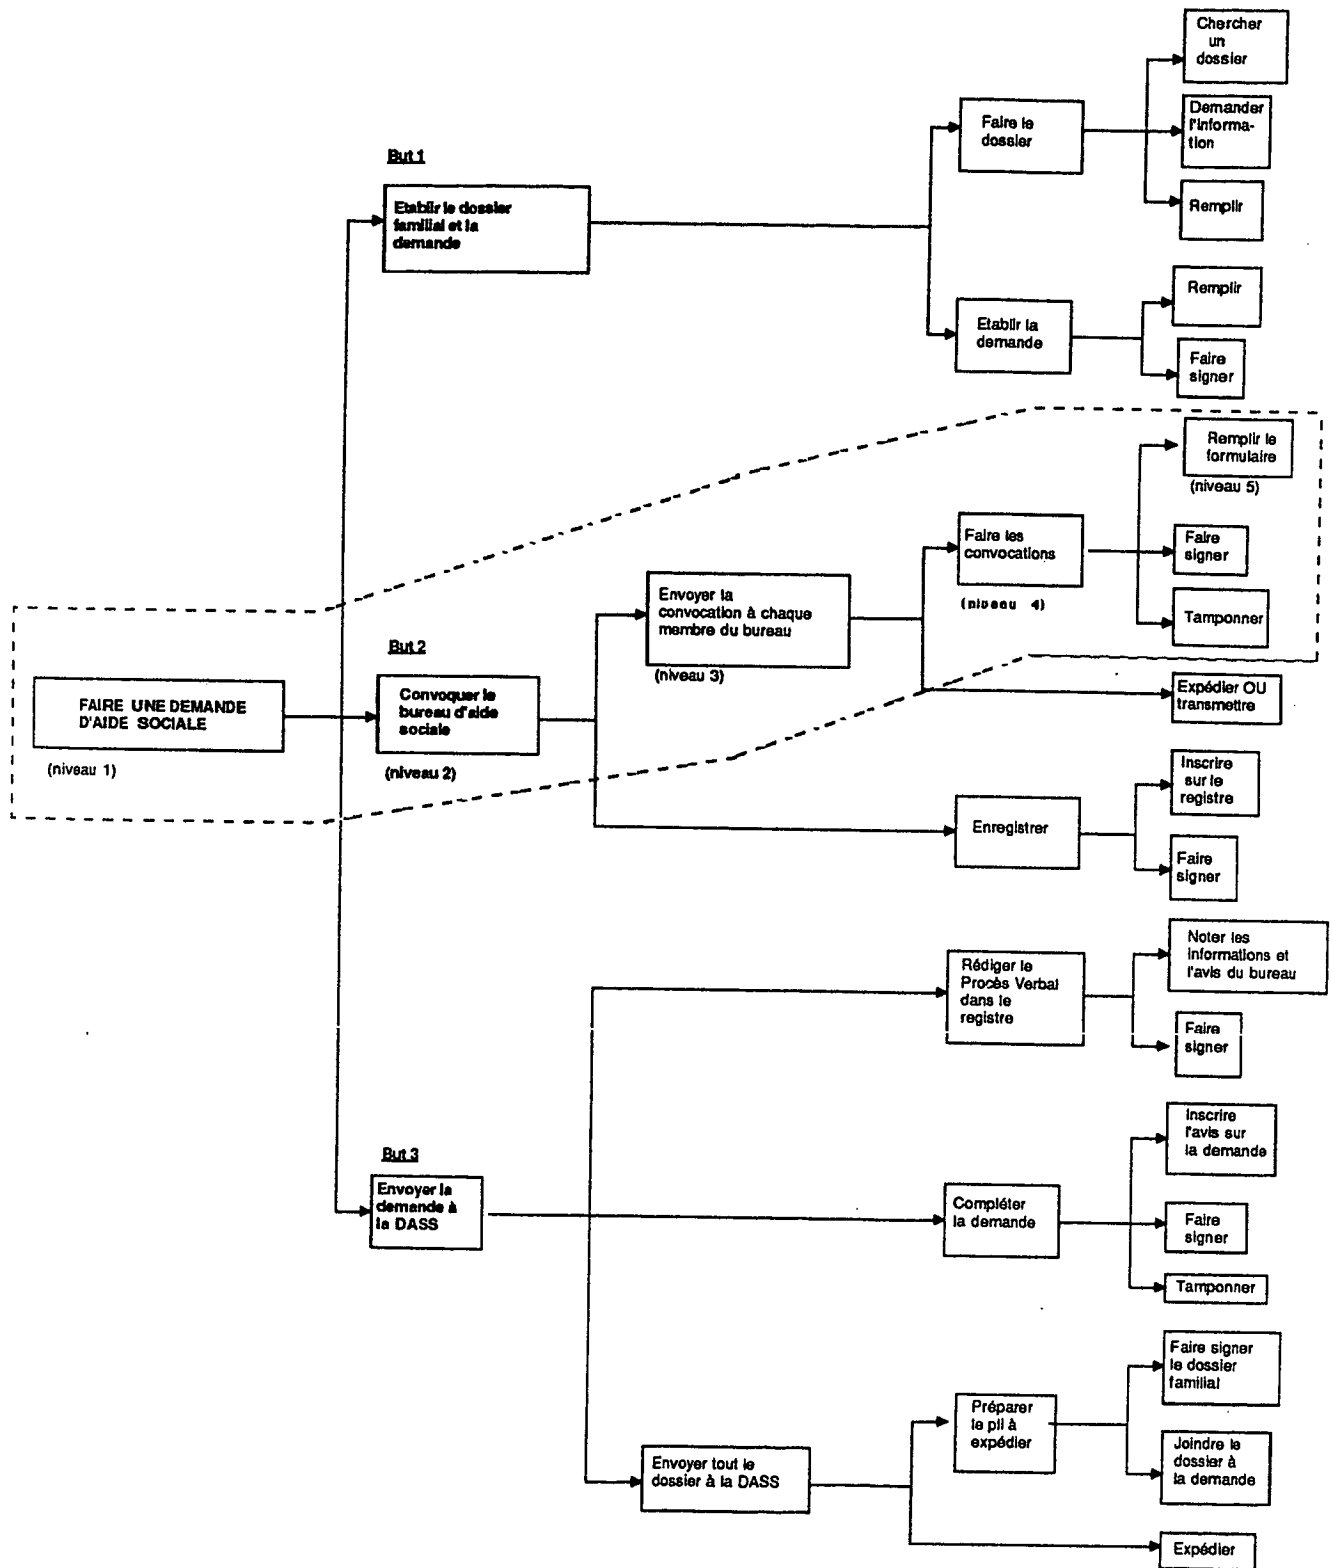 Chercher
un
dossier
Demander
l'informa-
tion
Remplir
Faire le
dossier
But 1
Etablir le dossier
familial et la
demande
Remplir
Etablir la
demande
Faire
signer
Remplir le
formulaire
(niveau 5)
Faire les
convocations
(niveau 4)
Faire
signer
Tamponner
Envoyer la
convocation à chaque
membre du bureau
(niveau 3)
But 2
Convoquer le
bureau d'aide
sociale
(niveau 2)
FAIRE UNE DEMANDE
D'AIDE SOCIALE
(niveau 1)
Expédier OU
transmettre
Inscrire
sur le
registre
Enregistrer
Faire
signer
Noter les
informations et
l'avis du bureau
Rédiger le
Procès Verbal
dans le
registre
Faire
signer
But 3
Envoyer la
demande à
la DASS
Inscrire
l'avis sur
la demande
Compléter
la demande
Faire
signer
Tamponner
Faire signer
le dossier
familial
Préparer
le pli à
expédier
Joindre le
dossier à
la demande
Envoyer tout le
dossier à la DASS
Expédier